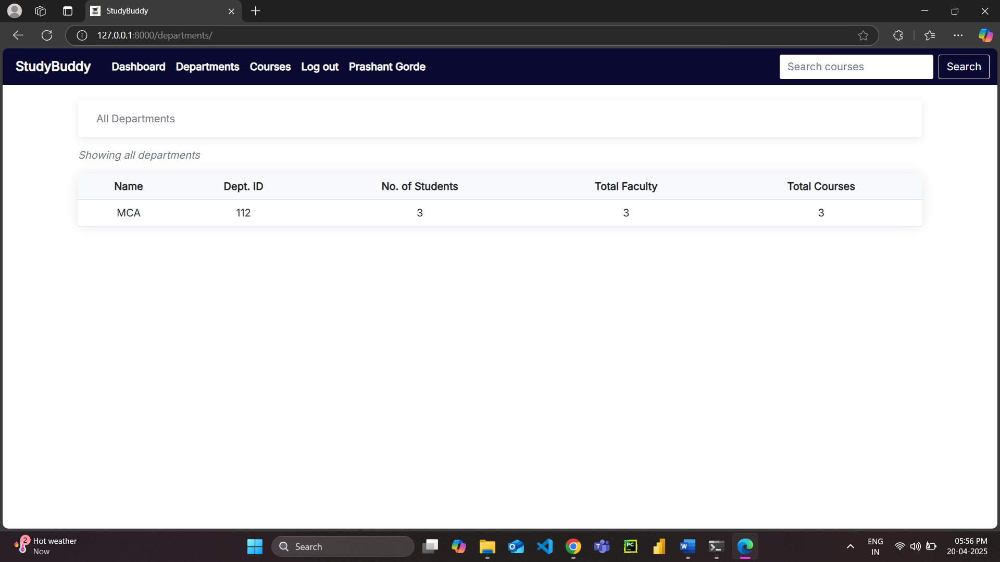 StudyBuddy
127.0.0.1:8000/departments/
StudyBuddy Dashboard Departments Courses Log out Prashant Gorde Search courses Search
All Departments
Showing all departments
Name Dept. ID No. of Students Total Faculty Total Courses
MCA 112 3 3 3
2 Hot weather
Now
Search
PC
W
ENG
IN
05:56 PM
20-04-2025